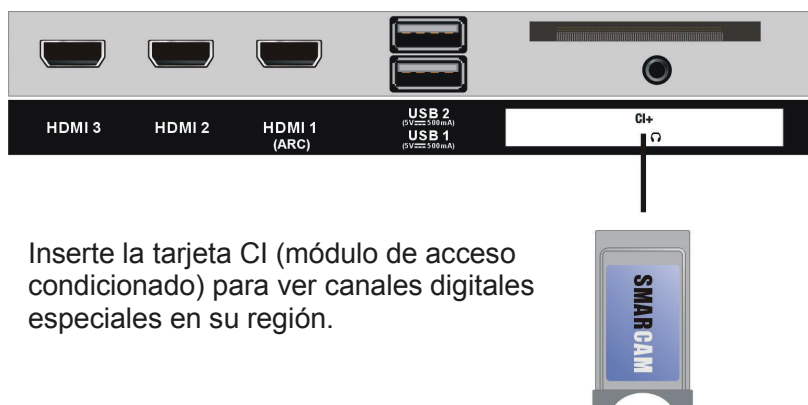 HDMI 3
HDMI 2
HDMI 1
(ARC)
USB 2
(5V⎓500mA)
USB 1
(5V⎓500mA)
CI+
Inserte la tarjeta CI (módulo de acceso
condicionado) para ver canales digitales
especiales en su región.
SMARCAM